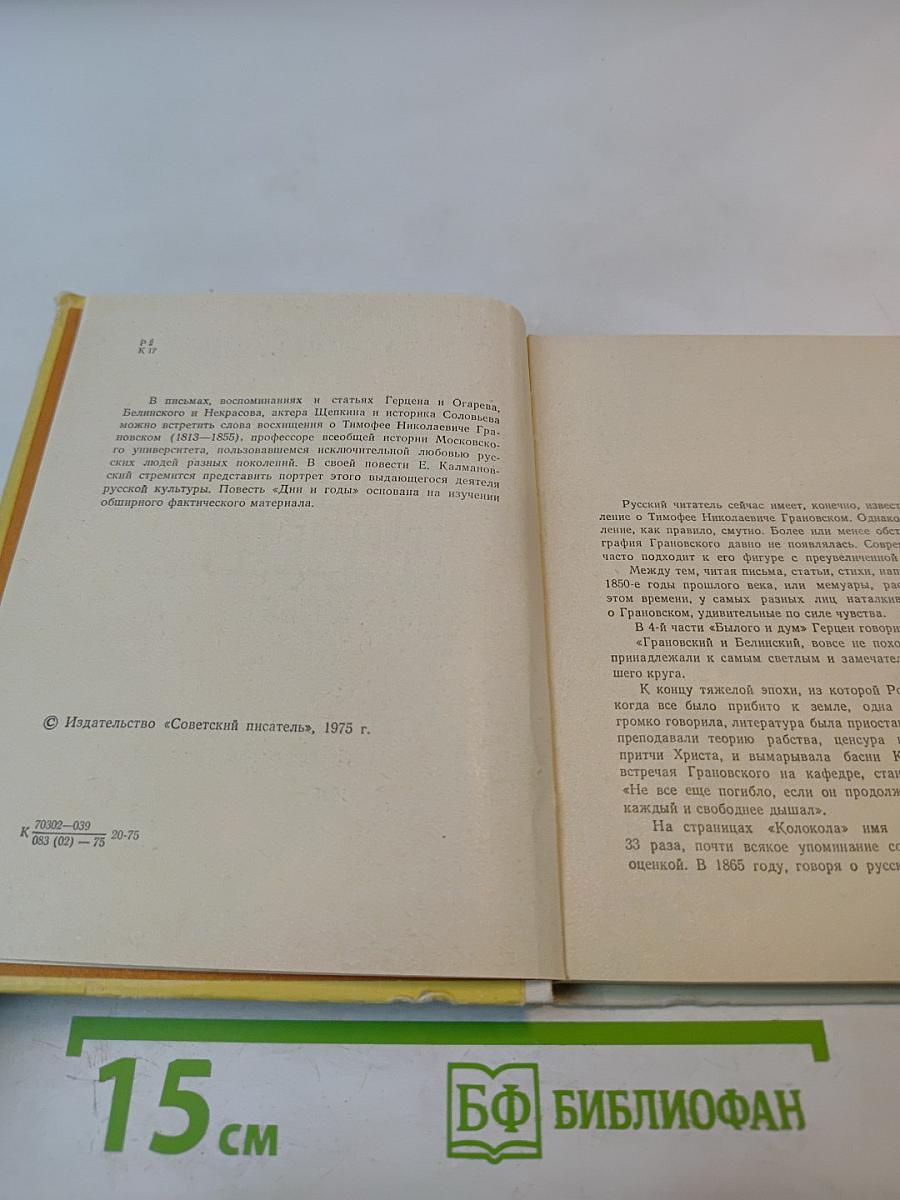 Р 2
К 17
В письмах, воспоминаниях и статьях Герцена и Огарева,
Белинского и Некрасова, актера Щепкина и историка Соловьева
можно встретить слова восхищения о Тимофее Николаевиче Гра-
новском (1813—1855), профессоре всеобщей истории Московско-
го университета, пользовавшемся исключительной любовью рус-
ских людей разных поколений. В своей повести Е. Калманов-
ский стремится представить портрет этого выдающегося деятеля
русской культуры. Повесть «Дни и годы» основана на изучении
обширного фактического материала.
© Издательство «Советский писатель», 1975 г.
К 70302—039
083 (02) — 75 20-75
Русский читатель сейчас имеет, конечно, извест
ление о Тимофее Николаевиче Грановском. Однако
ление, как правило, смутно. Более или менее обст
графия Грановского давно не появлялась. Совре
часто подходит к его фигуре с преувеличенной
Между тем, читая письма, статьи, стихи, нап
1850-е годы прошлого века, или мемуары, рас
этом времени, у самых разных лиц наталкив
о Грановском, удивительные по силе чувства.
В 4-й части «Былого и дум» Герцен говори
«Грановский и Белинский, вовсе не похо
принадлежали к самым светлым и замечател
шего круга.
К концу тяжелой эпохи, из которой Ро
когда все было прибито к земле, одна
громко говорила, литература была приоста
преподавали теорию рабства, ценсура
притчи Христа, и вымарывала басни К
встречая Грановского на кафедре, ста
«Не все еще погибло, если он продолж
каждый и свободнее дышал».
На страницах «Колокола» имя
33 раза, почти всякое упоминание со
оценкой. В 1865 году, говоря о русск
15 см
БФ БИБЛИОФАН